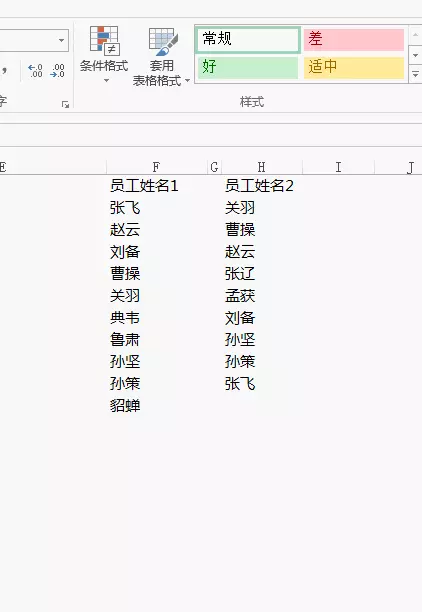 常规 差
条件格式 套用
表格格式 好 适中
.00 .00
字 样式
E F G H I J
员工姓名1 员工姓名2
张飞 关羽
赵云 曹操
刘备 赵云
曹操 张辽
关羽 孟获
典韦 刘备
鲁肃 孙坚
孙坚 孙策
孙策 张飞
貂蝉